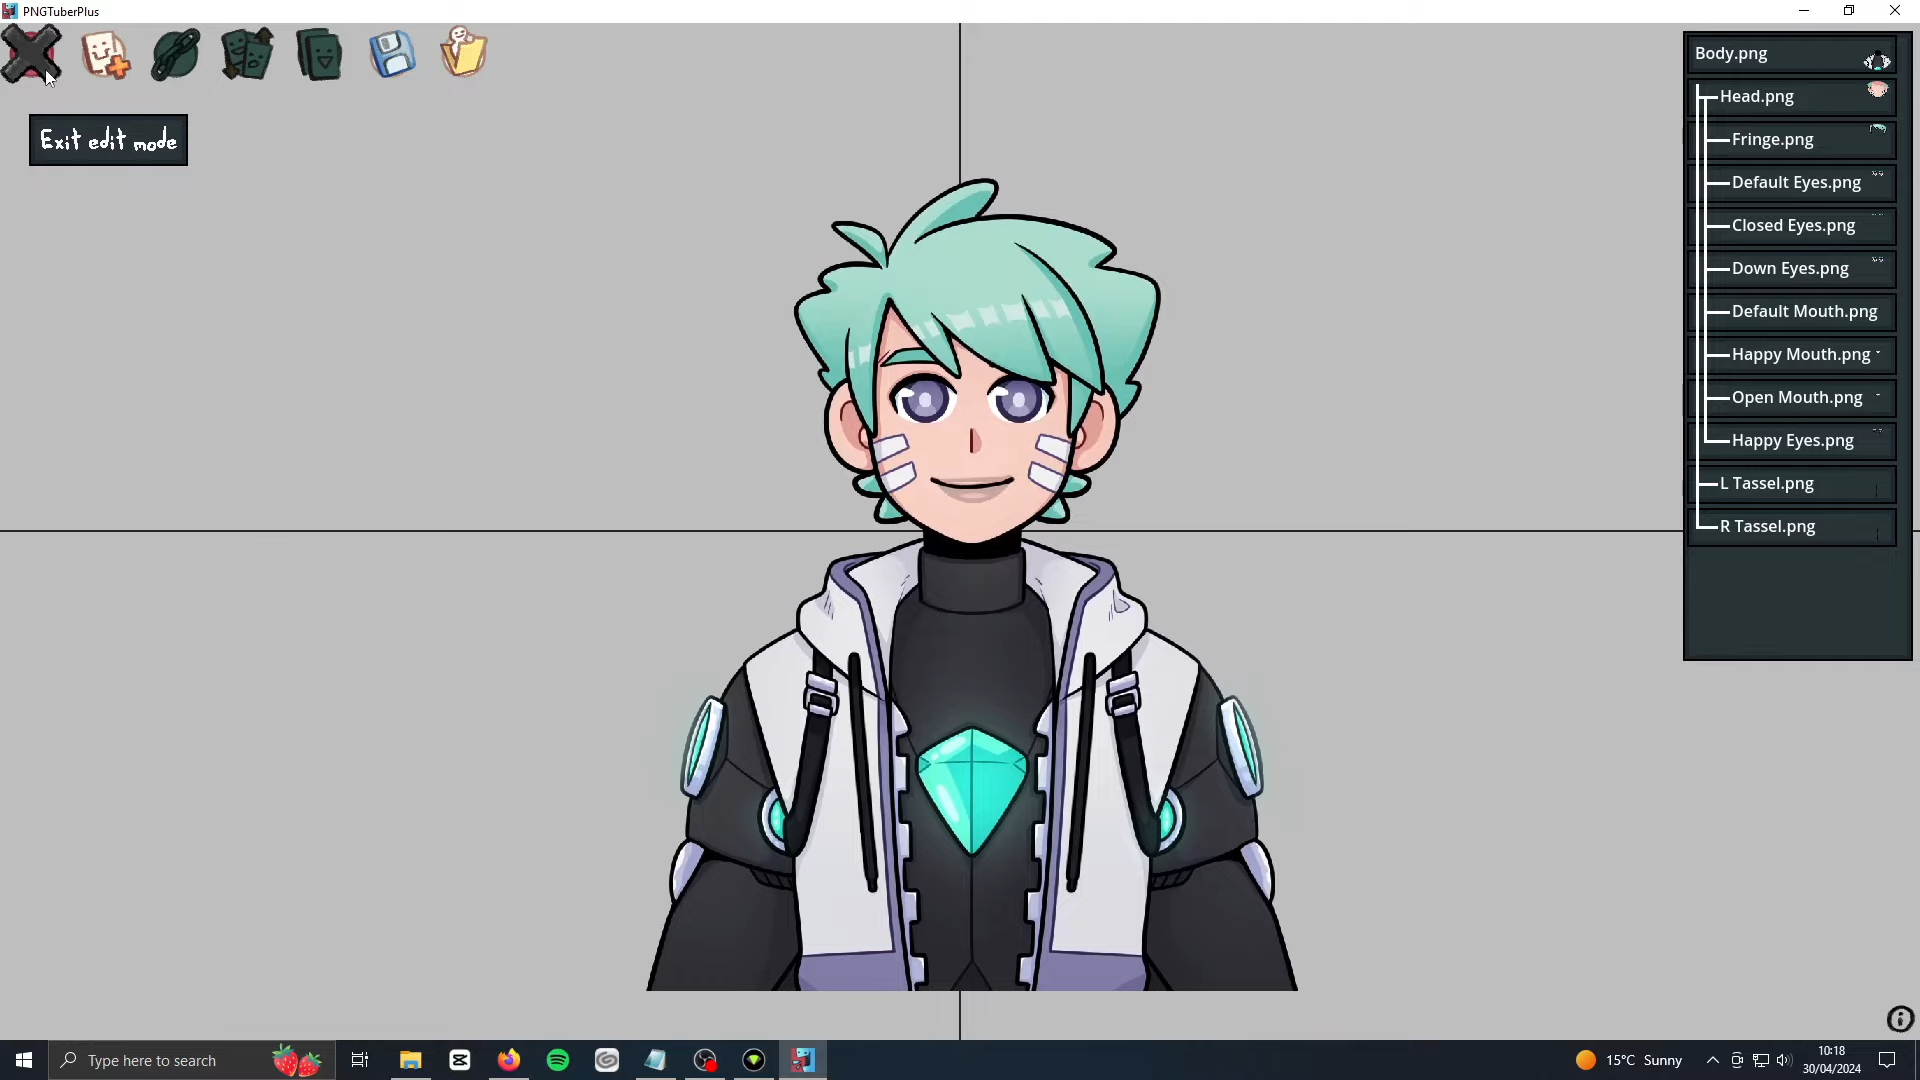 PNGTuberPlus
Exit edit mode
Body.png
Head.png
Fringe.png
Default Eyes.png
Closed Eyes.png
Down Eyes.png
Default Mouth.png
Happy Mouth.png
Open Mouth.png
Happy Eyes.png
L Tassel.png
R Tassel.png
Type here to search
15°C Sunny
10:18
30/04/2024